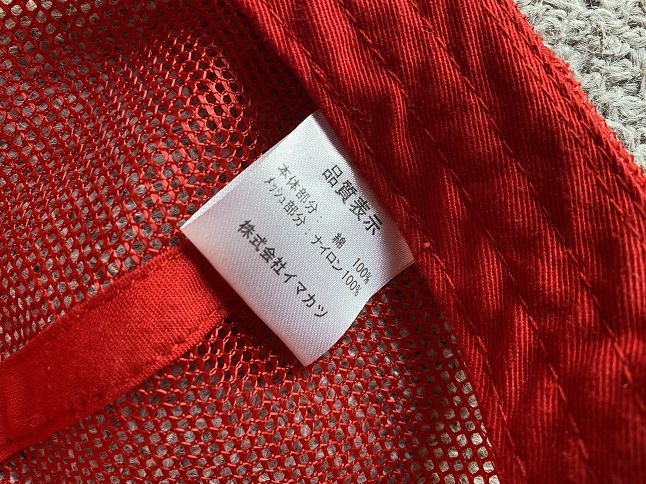 品質表示
本体部分： 綿 100%
メッシュ部分：ナイロン100%
株式会社イマカツ